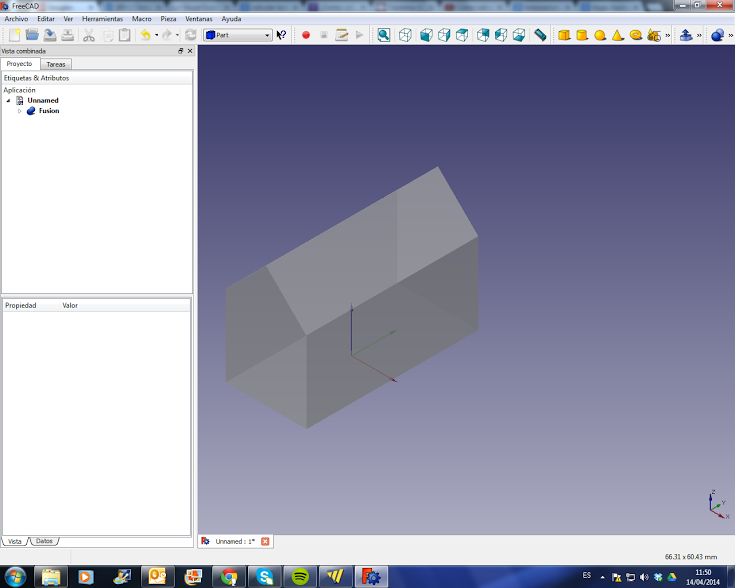 FreeCAD
Archivo Editar Ver Herramientas Macro Pieza Ventanas Ayuda
Part
Vista combinada
Proyecto Tareas
Etiquetas & Atributos
Aplicación
Unnamed
Fusion
Propiedad Valor
Z
Y
X
Vista Datos
Unnamed : 1*
66.31 x 60.43 mm
ES
11:50
14/04/2014